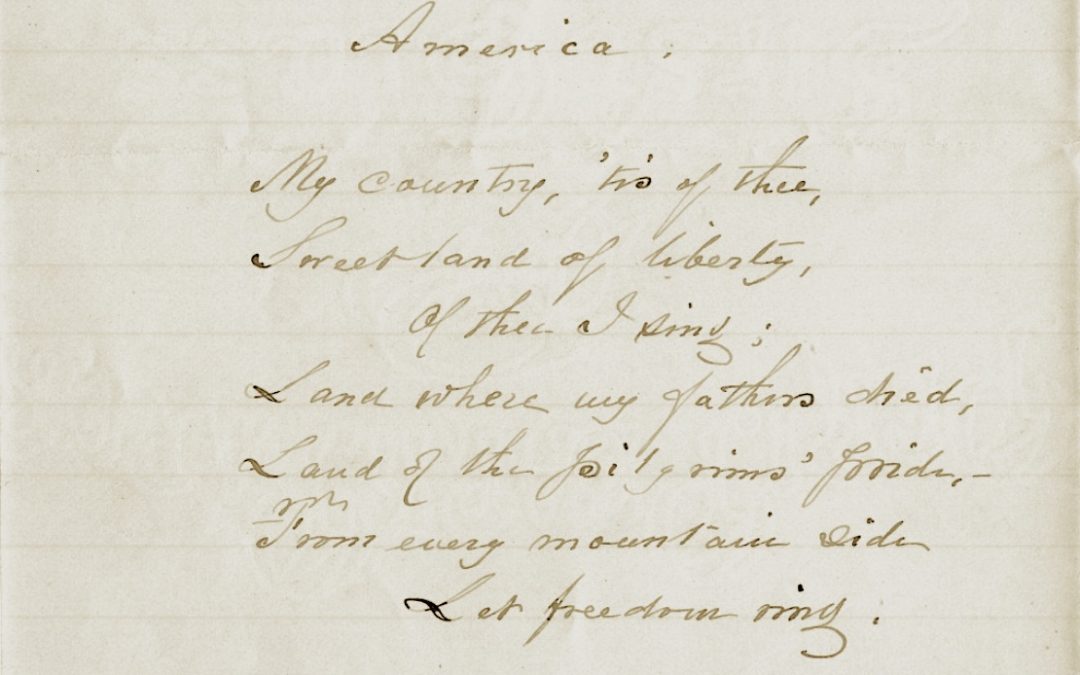 America.
My country, 'tis of thee,
Sweet land of liberty,
Of thee I sing;
Land where my fathers died,
Land of the pilgrims' pride,–
From every mountain side
Let freedom ring.